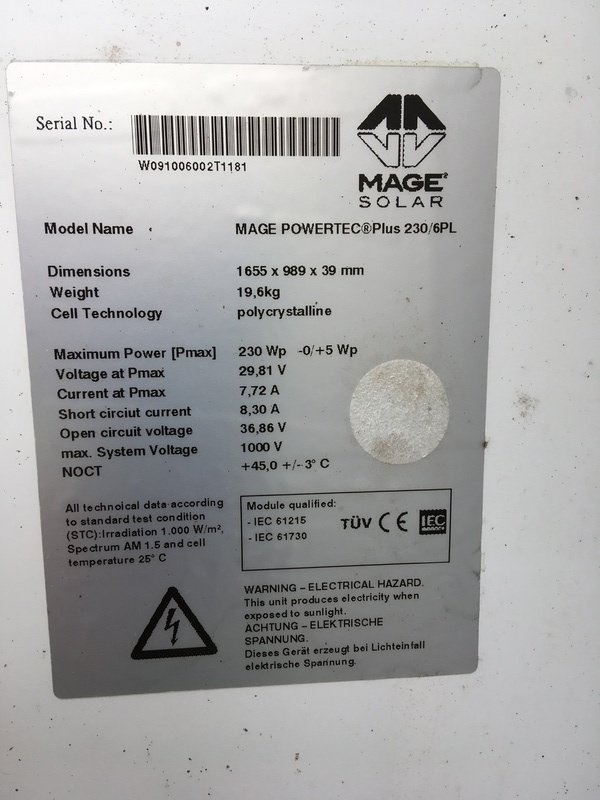 Serial No.:
W091006002T1181
MAGE®
SOLAR
Model Name MAGE POWERTEC®Plus 230/6PL
Dimensions 1655 x 989 x 39 mm
Weight 19,6kg
Cell Technology polycrystalline
Maximum Power [Pmax] 230 Wp -0/+5 Wp
Voltage at Pmax 29,81 V
Current at Pmax 7,72 A
Short circiut current 8,30 A
Open circuit voltage 36,86 V
max. System Voltage 1000 V
NOCT +45,0 +/-3° C
All technoical data according
to standard test condition
(STC):Irradiation 1.000 W/m²,
Spectrum AM 1.5 and cell
temperature 25° C
Module qualified:
- IEC 61215
- IEC 61730
TÜV CE IEC
WARNING – ELECTRICAL HAZARD.
This unit produces electricity when
exposed to sunlight.
ACHTUNG – ELEKTRISCHE
SPANNUNG.
Dieses Gerät erzeugt bei Lichteinfall
elektrische Spannung.